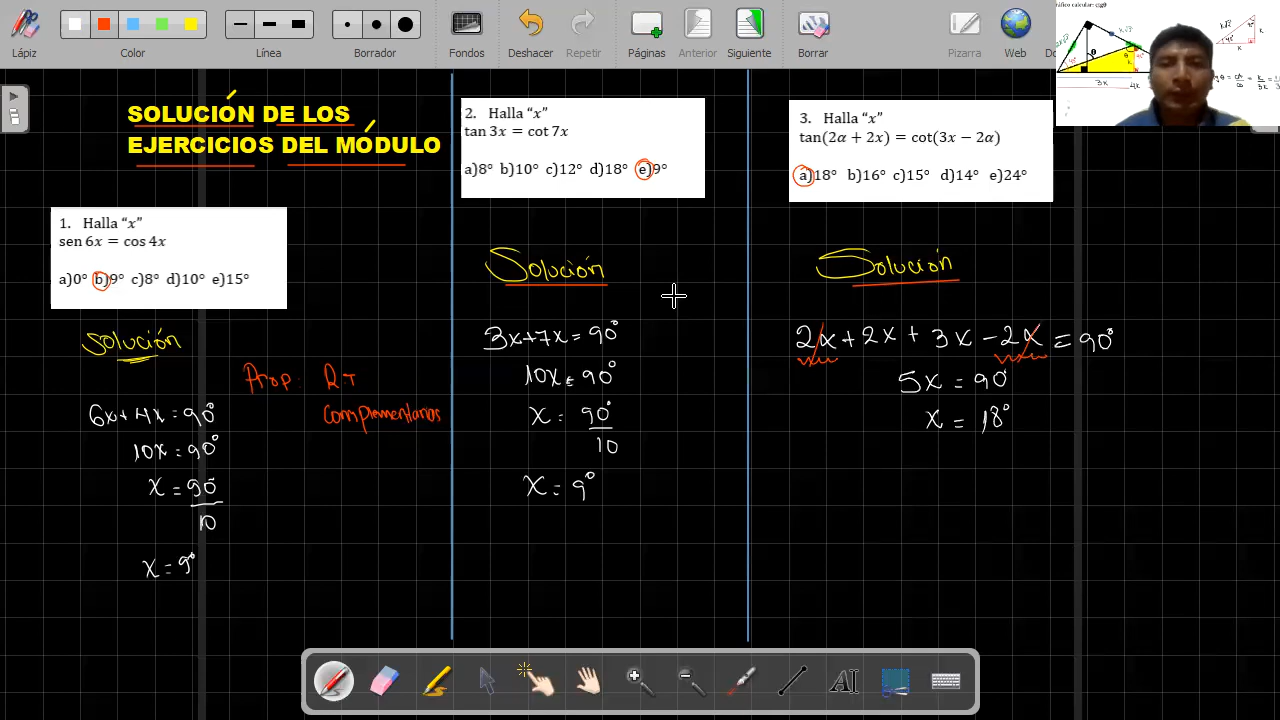 Lápiz
Color
Línea
Borrador
Fondos
Deshacer
Repetir
Páginas
Anterior
Siguiente
Borrar
Pizarra
Web
SOLUCIÓN DE LOS
EJERCICIOS DEL MÓDULO
1. Halla “x”
sen 6x = cos 4x
a)0° b)9° c)8° d)10° e)15°
Solución
Prop: R.T
Complementarios
6x+4x=90°
10x=90°
x = 90°
10
x = 9°
2. Halla “x”
tan 3x = cot 7x
a)8° b)10° c)12° d)18° e)9°
Solución
3x+7x=90°
10x = 90°
x = 90°
10
x = 9°
3. Halla “x”
tan(2α + 2x) = cot(3x − 2α)
a)18° b)16° c)15° d)14° e)24°
Solución
2α+2x + 3x −2α = 90°
5x = 90°
x = 18°